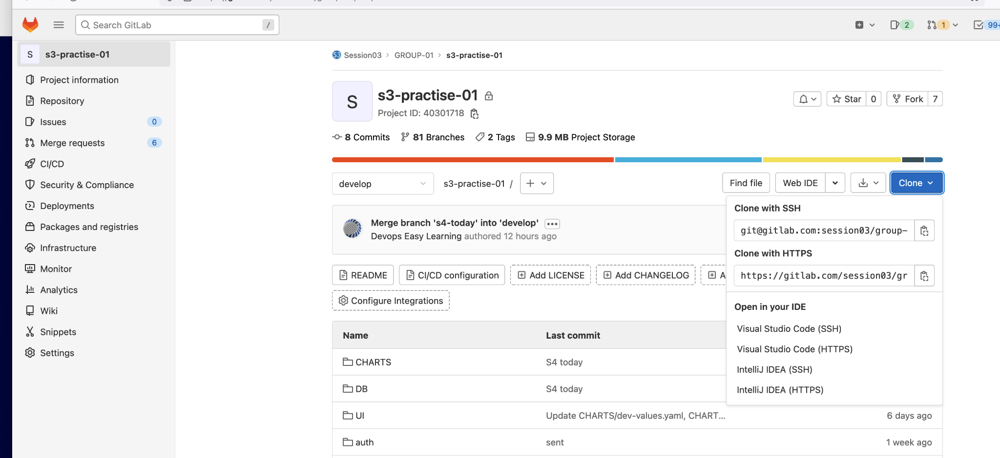 Search GitLab
/
2
1
99+
S
s3-practise-01
Project information
Repository
Issues
0
Merge requests
6
CI/CD
Security & Compliance
Deployments
Packages and registries
Infrastructure
Monitor
Analytics
Wiki
Snippets
Settings
S3 Session03 > GROUP-01 > s3-practise-01
S
s3-practise-01
Project ID: 40301718
Star 0
Fork 7
8 Commits 81 Branches 2 Tags 9.9 MB Project Storage
develop
s3-practise-01 /
+
Find file
Web IDE
Clone
Merge branch 's4-today' into 'develop'
Devops Easy Learning authored 12 hours ago
README
CI/CD configuration
Add LICENSE
Add CHANGELOG
A
Configure Integrations
Clone with SSH
git@gitlab.com:session03/group-
Clone with HTTPS
https://gitlab.com/session03/gr
Open in your IDE
Visual Studio Code (SSH)
Visual Studio Code (HTTPS)
IntelliJ IDEA (SSH)
IntelliJ IDEA (HTTPS)
Name Last commit
CHARTS S4 today
DB S4 today
UI Update CHARTS/dev-values.yaml, CHART... 6 days ago
auth sent 1 week ago